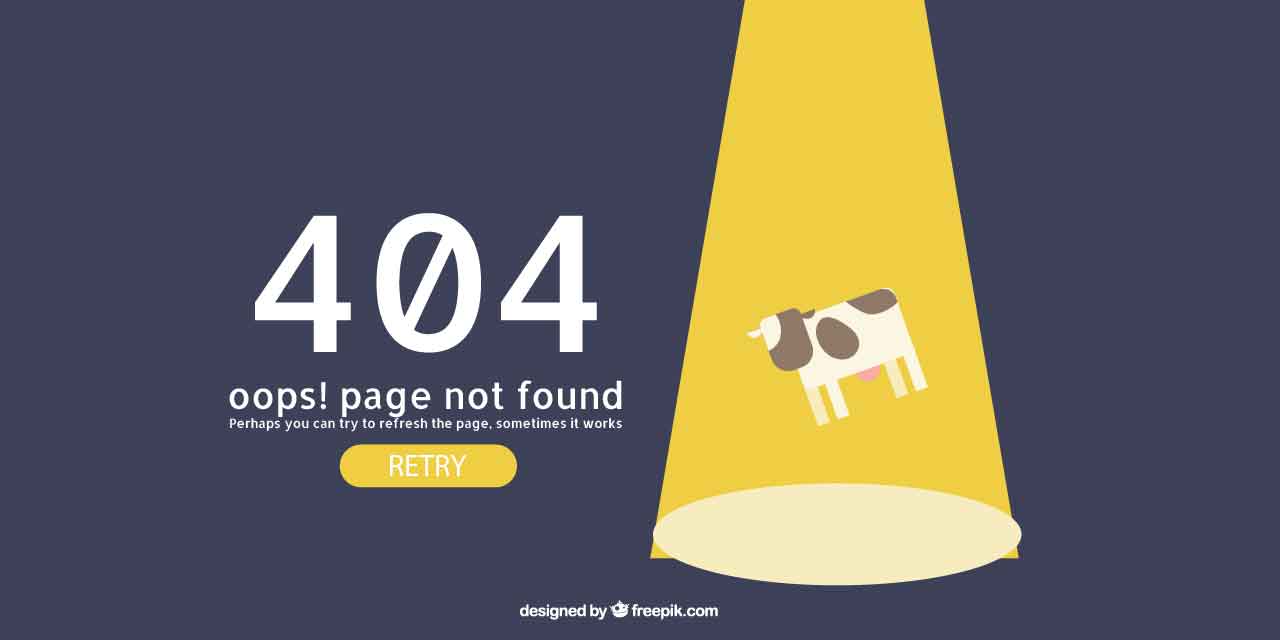 404
oops! page not found
Perhaps you can try to refresh the page, sometimes it works
RETRY
designed by freepik.com